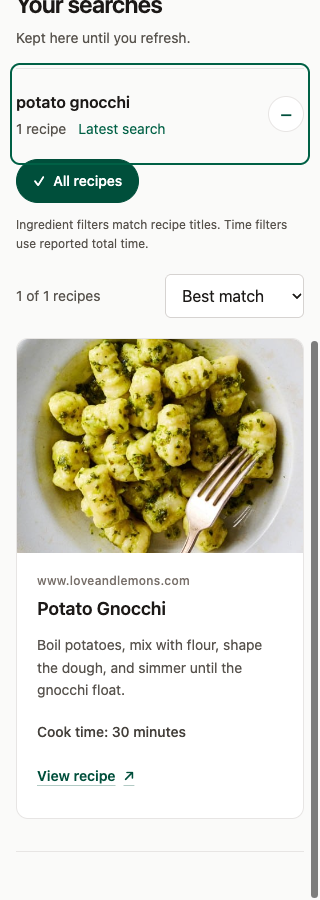 Your searches
Kept here until you refresh.
potato gnocchi
1 recipe Latest search
All recipes
Ingredient filters match recipe titles. Time filters
use reported total time.
1 of 1 recipes
Best match
www.loveandlemons.com
Potato Gnocchi
Boil potatoes, mix with flour, shape
the dough, and simmer until the
gnocchi float.
Cook time: 30 minutes
View recipe ↗